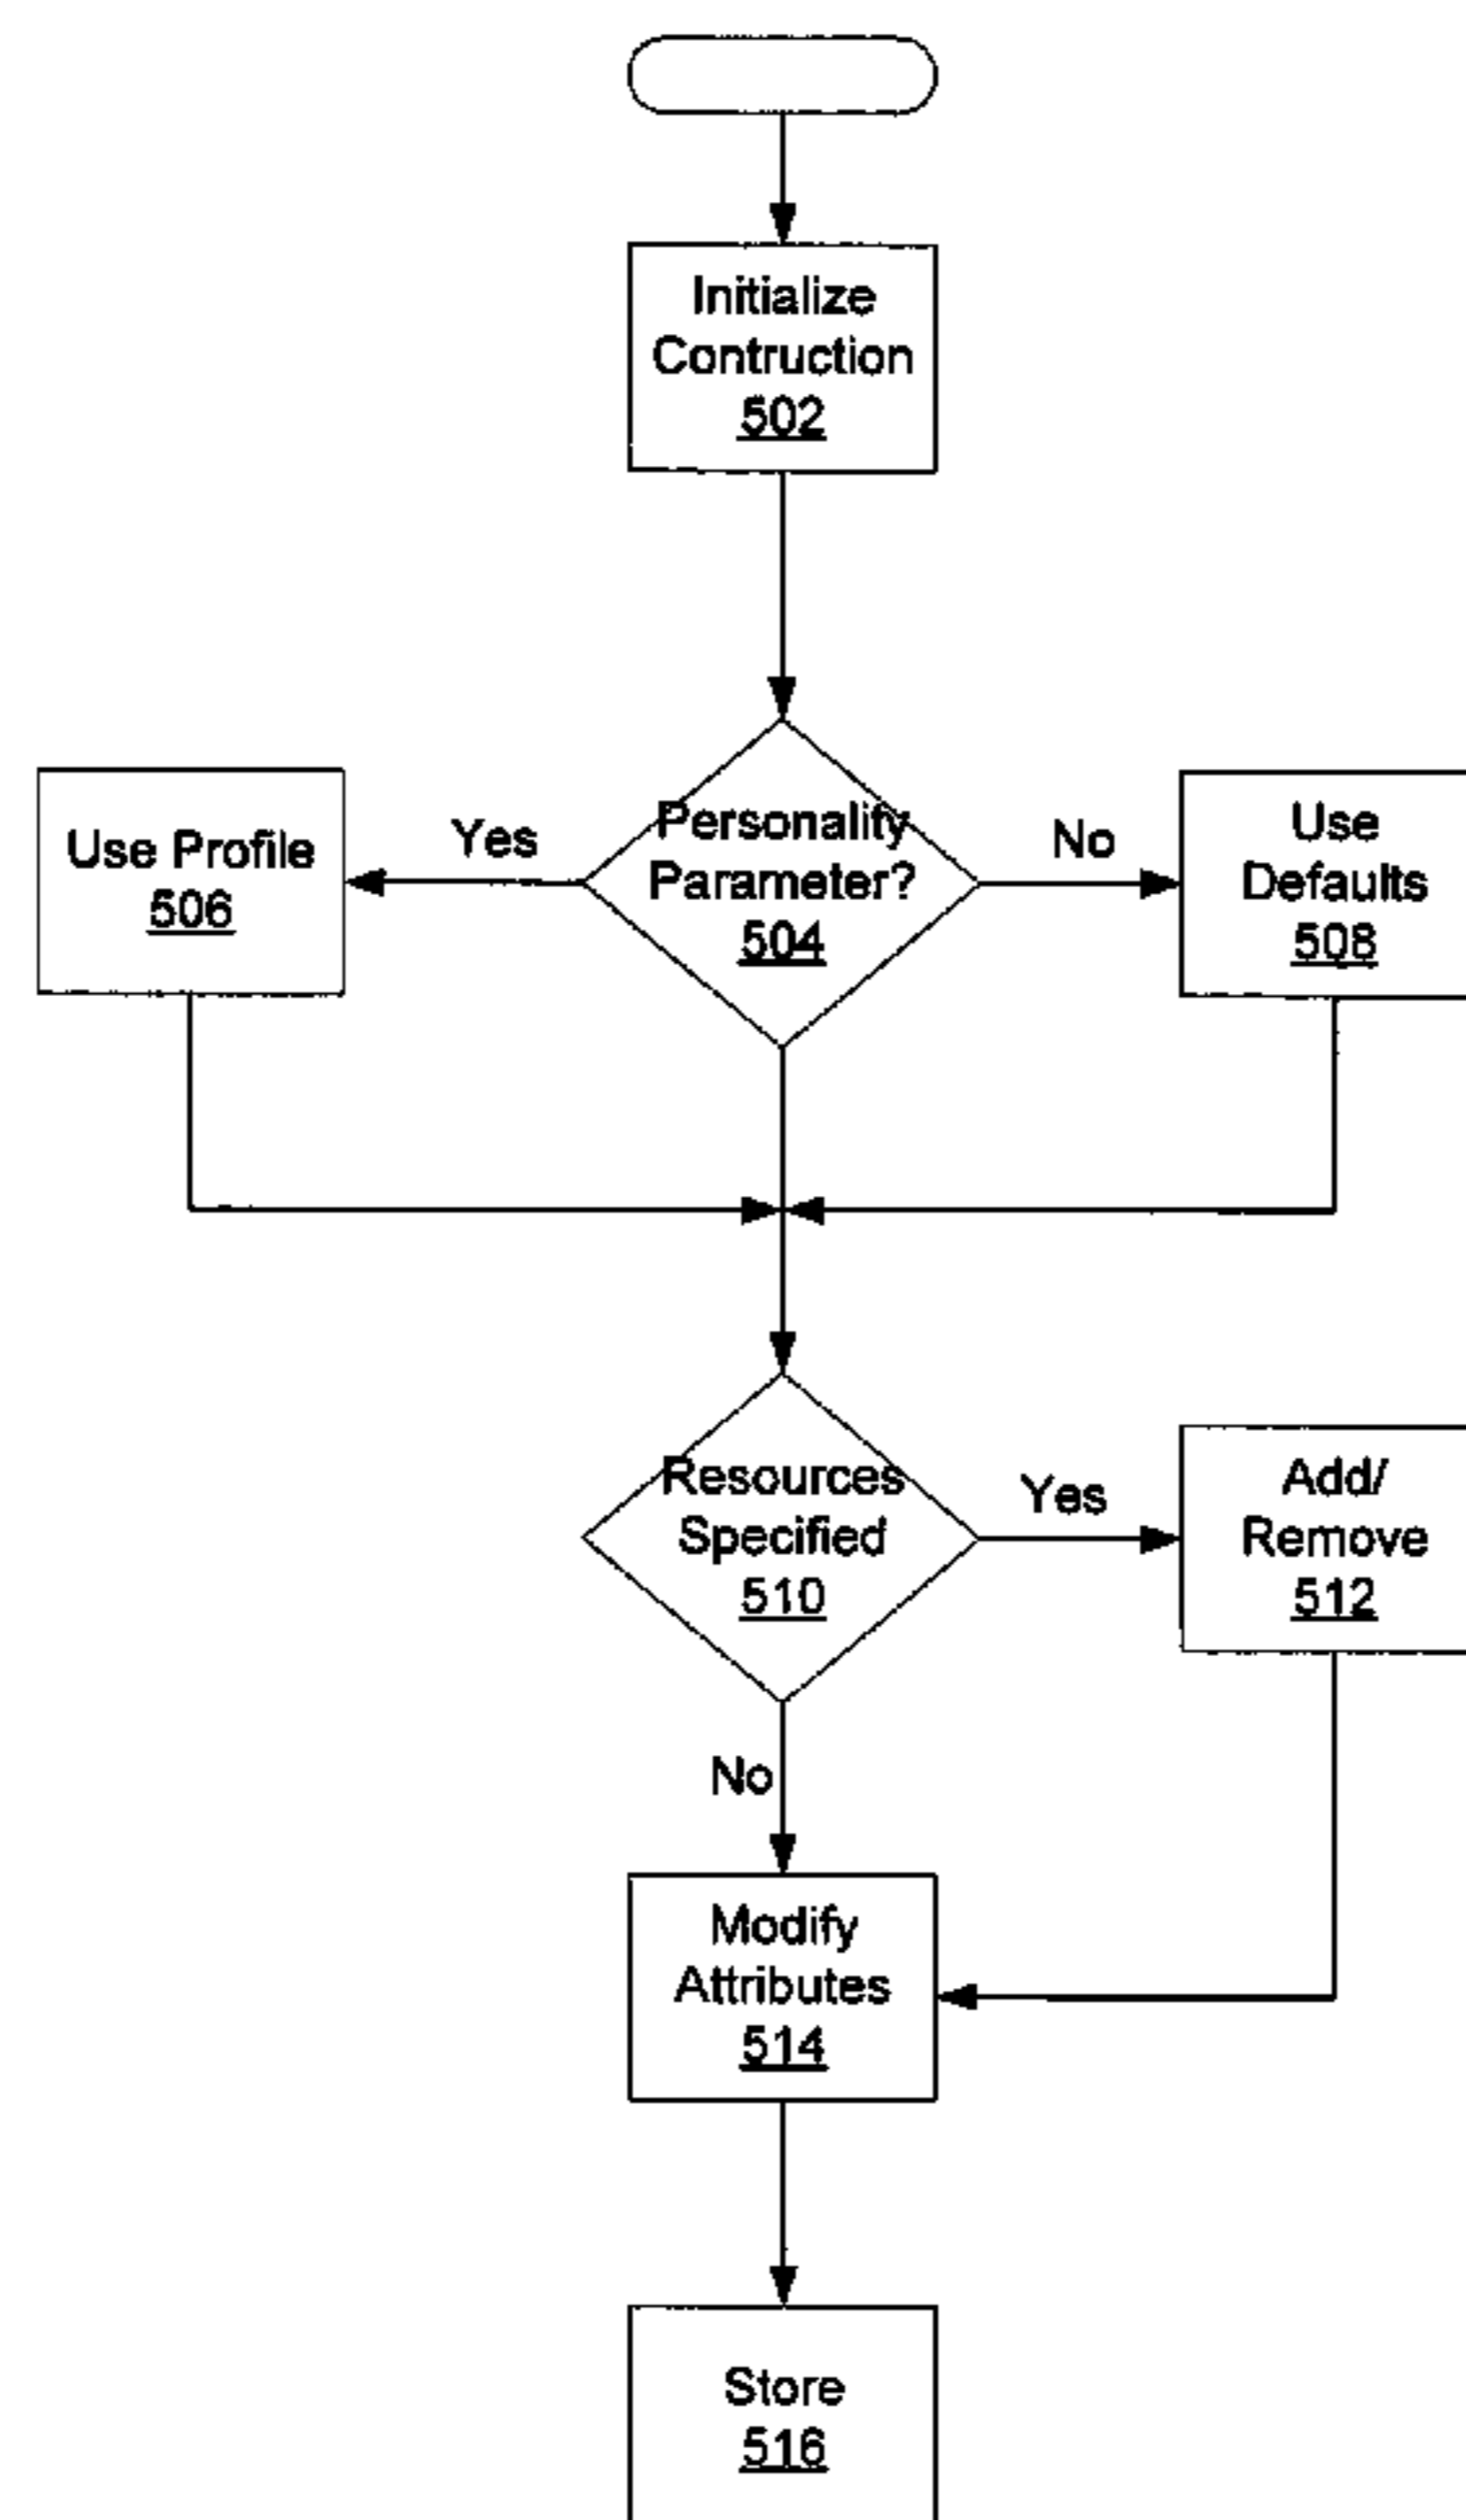 Initialize
Contruction
502
Personality
Parameter?
504
Yes
No
Use Profile
506
Use
Defaults
508
Resources
Specified
510
Yes
Add/
Remove
512
No
Modify
Attributes
514
Store
516